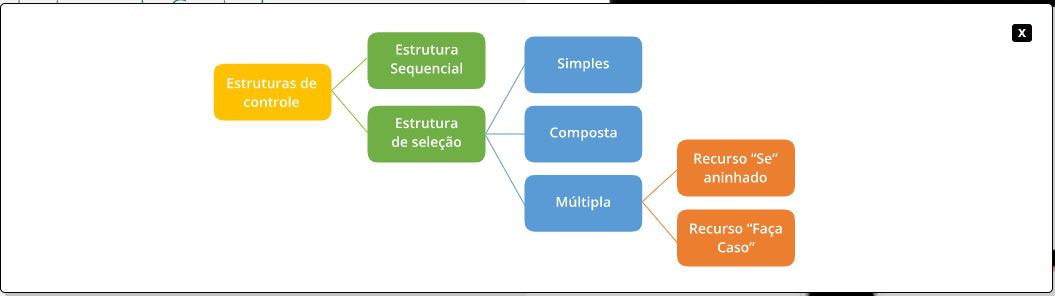 X
Estruturas de
controle
Estrutura
Sequencial
Estrutura
de seleção
Simples
Composta
Múltipla
Recurso “Se”
aninhado
Recurso “Faça
Caso”